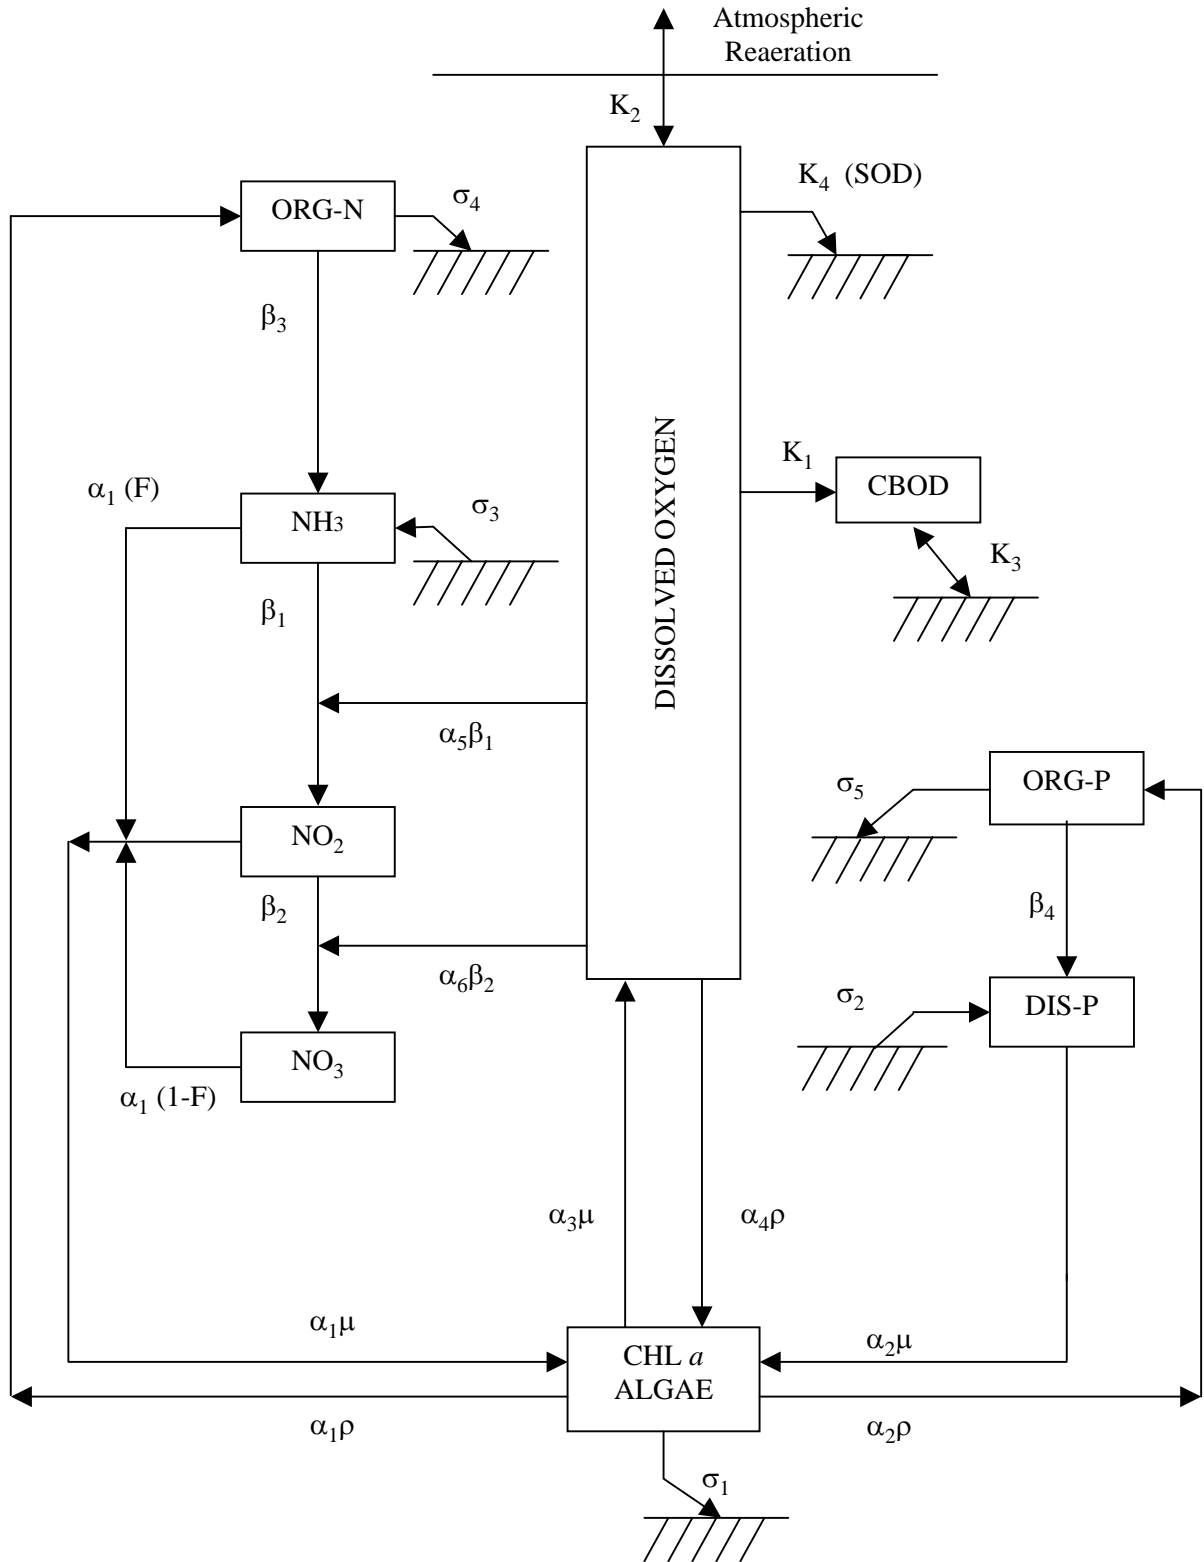 Atmospheric
Reaeration
K₂
K₄ (SOD)
ORG-N
σ₄
β₃
DISSOLVED OXYGEN
K₁
CBOD
α₁ (F)
NH₃
σ₃
K₃
β₁
α₅β₁
ORG-P
σ₅
NO₂
β₂
β₄
α₆β₂
σ₂
DIS-P
NO₃
α₁ (1-F)
α₃μ
α₄ρ
α₁μ
CHL a
ALGAE
α₂μ
α₁ρ
α₂ρ
σ₁